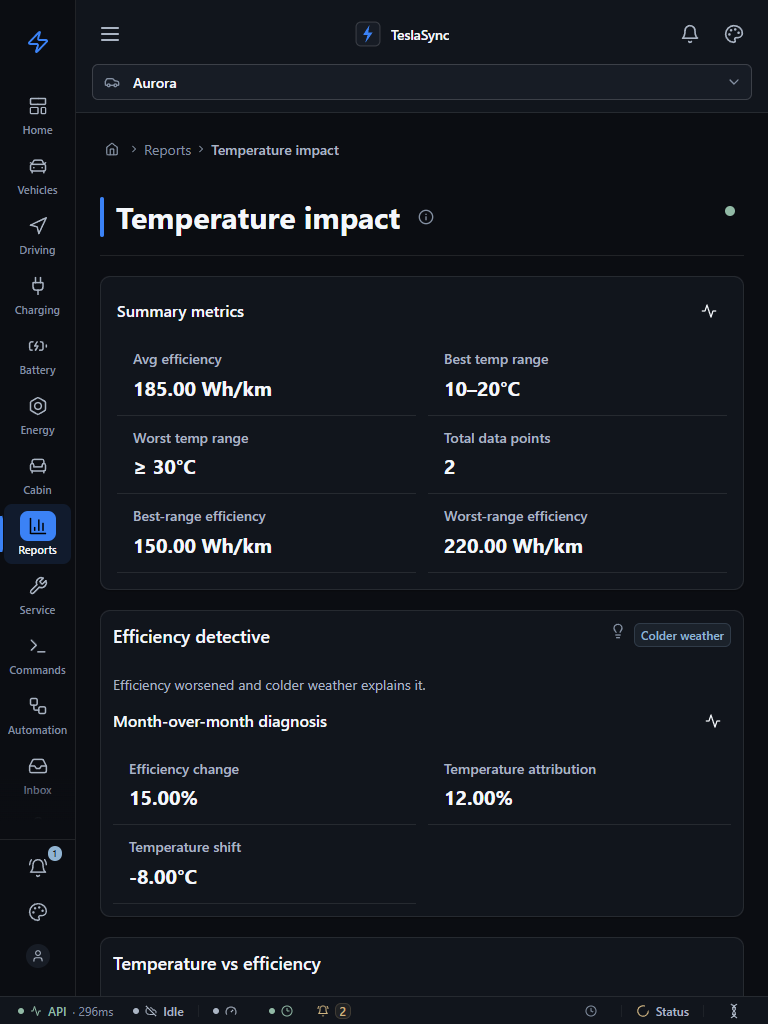 TeslaSync
Aurora
Home
Vehicles
Driving
Charging
Battery
Energy
Cabin
Reports
Service
Commands
Automation
Inbox
1
Reports
Temperature impact
Temperature impact
Summary metrics
Avg efficiency
185.00 Wh/km
Best temp range
10–20°C
Worst temp range
≥ 30°C
Total data points
2
Best-range efficiency
150.00 Wh/km
Worst-range efficiency
220.00 Wh/km
Efficiency detective
Colder weather
Efficiency worsened and colder weather explains it.
Month-over-month diagnosis
Efficiency change
15.00%
Temperature attribution
12.00%
Temperature shift
-8.00°C
Temperature vs efficiency
API · 296ms
Idle
2
Status